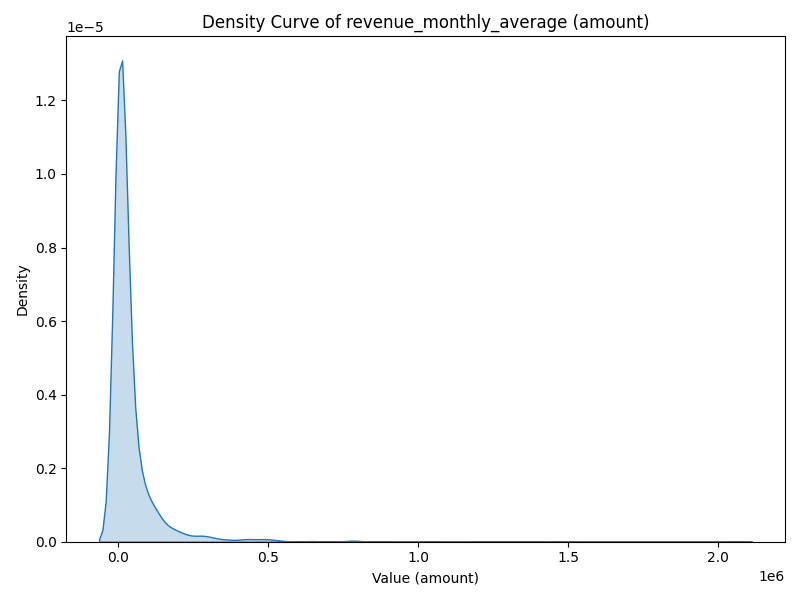 Density Curve of revenue_monthly_average (amount)
1e−5
1.2
1.0
0.8
0.6
0.4
0.2
0.0
Density
0.0 0.5 1.0 1.5 2.0
1e6
Value (amount)